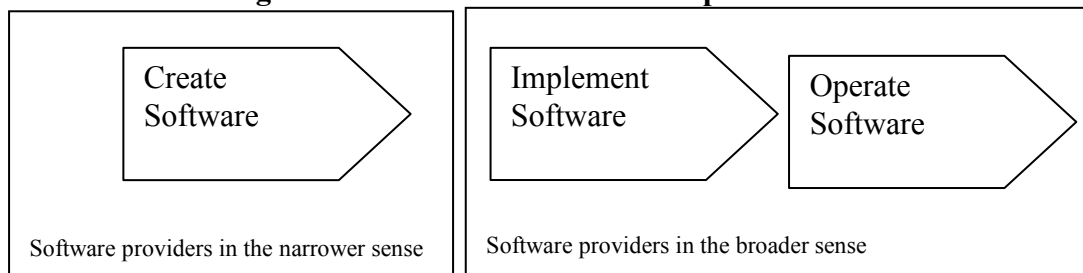 Create
Software
Implement
Software
Operate
Software
Software providers in the narrower sense
Software providers in the broader sense